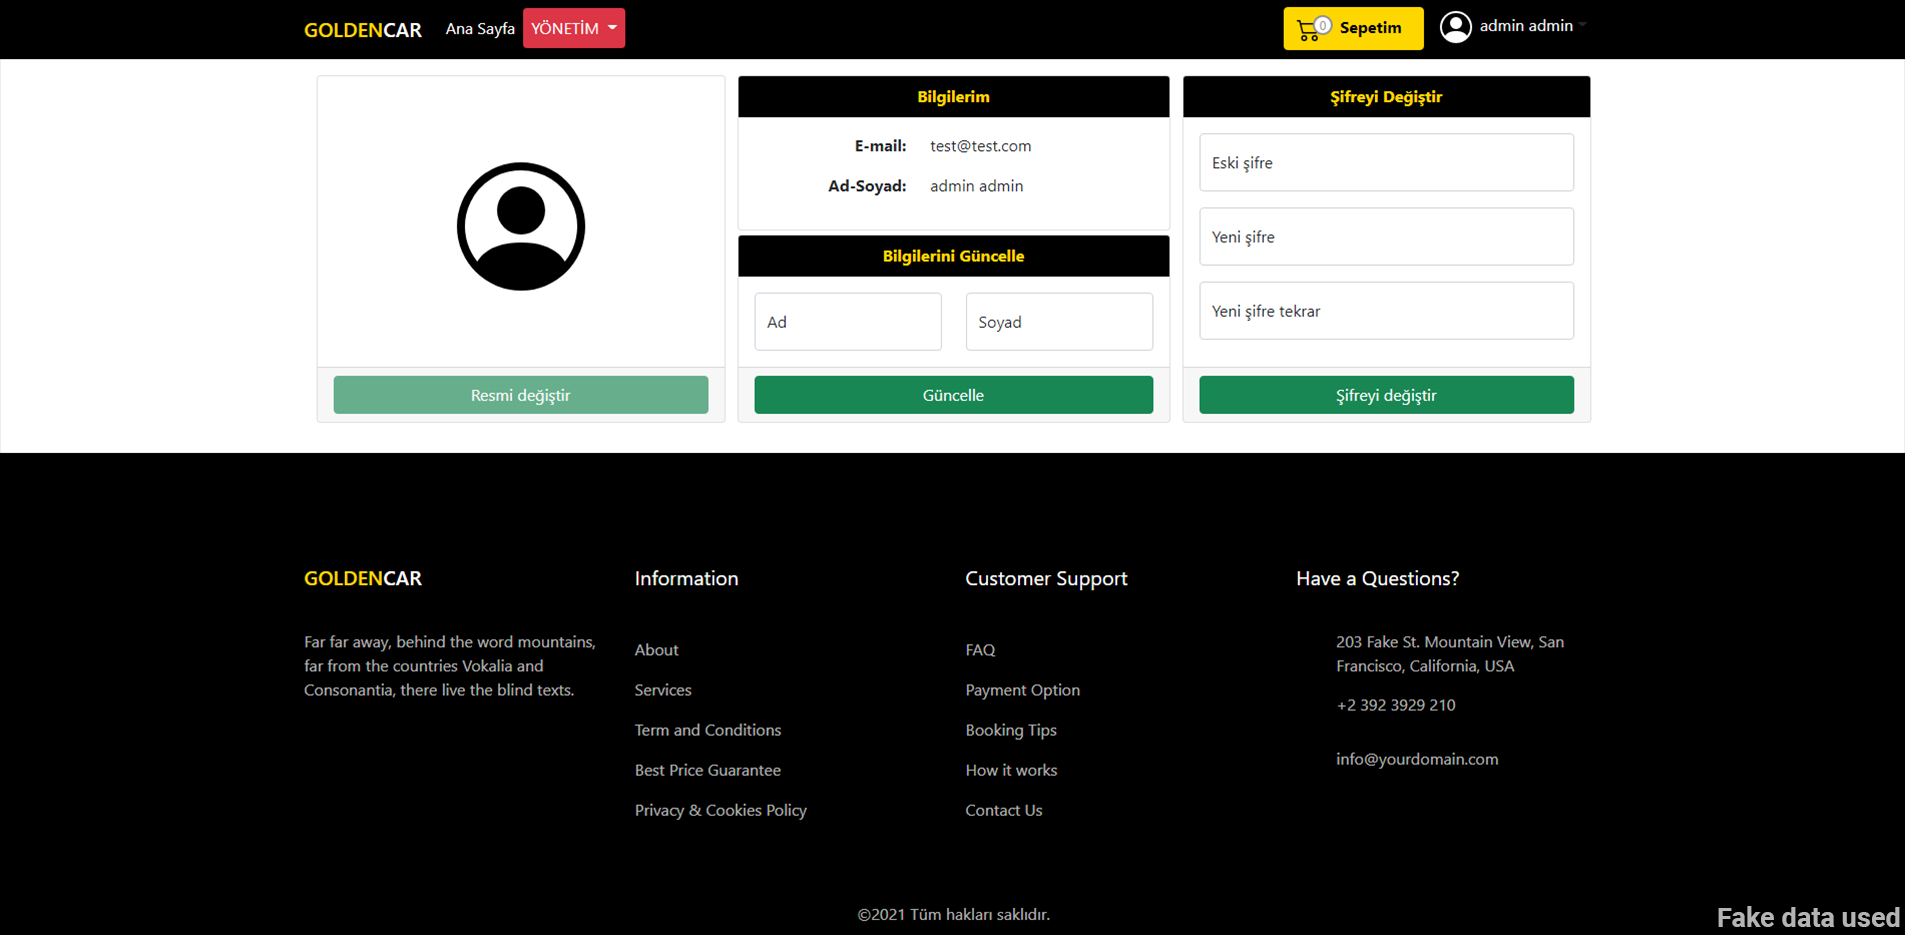 GOLDENCAR
Ana Sayfa
YÖNETİM
0
Sepetim
admin admin
Resmi değiştir
Bilgilerim
E-mail: test@test.com
Ad-Soyad: admin admin
Bilgilerini Güncelle
Ad
Soyad
Güncelle
Şifreyi Değiştir
Eski şifre
Yeni şifre
Yeni şifre tekrar
Şifreyi değiştir
GOLDENCAR
Far far away, behind the word mountains,
far from the countries Vokalia and
Consonantia, there live the blind texts.
Information
About
Services
Term and Conditions
Best Price Guarantee
Privacy & Cookies Policy
Customer Support
FAQ
Payment Option
Booking Tips
How it works
Contact Us
Have a Questions?
203 Fake St. Mountain View, San
Francisco, California, USA
+2 392 3929 210
info@yourdomain.com
©2021 Tüm hakları saklıdır.
Fake data used